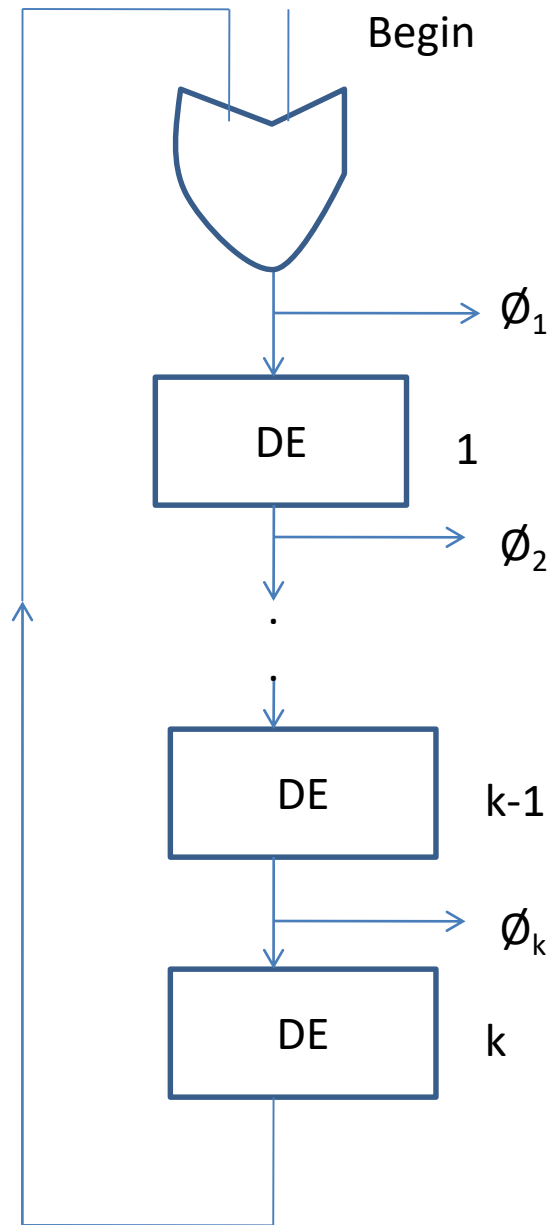 Begin
Ø₁
DE 1
Ø₂
.
.
DE k-1
Øₖ
DE k